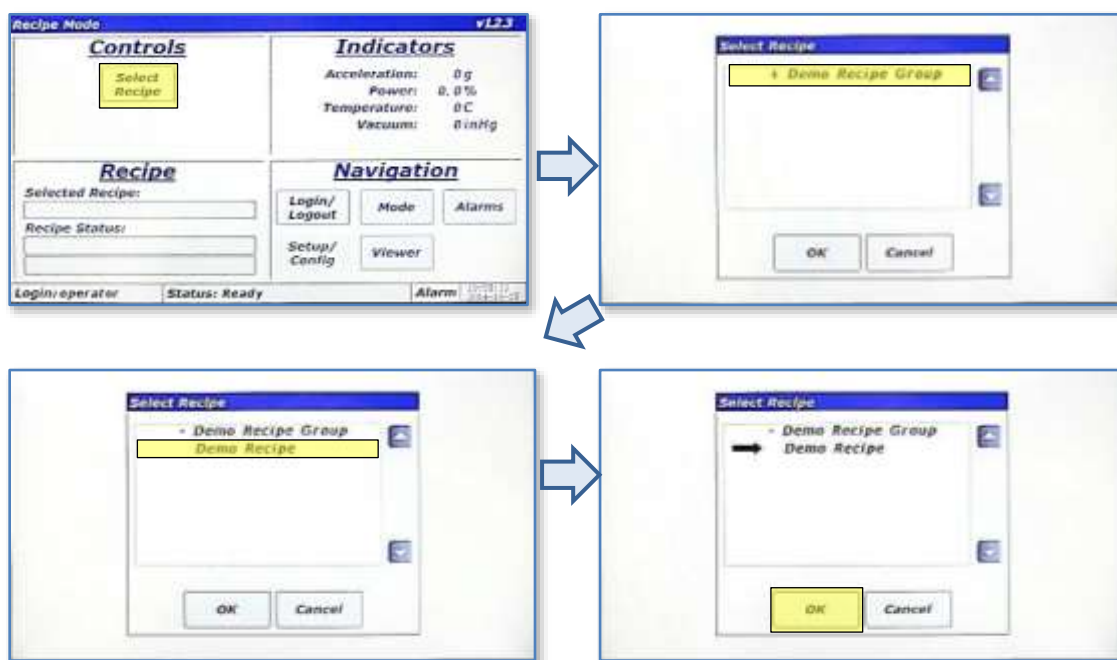 Recipe Mode v1.2.3
Controls
Select
Recipe
Indicators
Acceleration: 0 g
Power: 0.0%
Temperature: 0 C
Vacuum: 0 inHg
Recipe
Selected Recipe:
Recipe Status:
Navigation
Login/
Logout
Mode
Alarms
Setup/
Config
Viewer
Login: operator Status: Ready Alarm
Select Recipe
+ Demo Recipe Group
OK Cancel
Select Recipe
- Demo Recipe Group
Demo Recipe
OK Cancel
Select Recipe
- Demo Recipe Group
Demo Recipe
OK Cancel